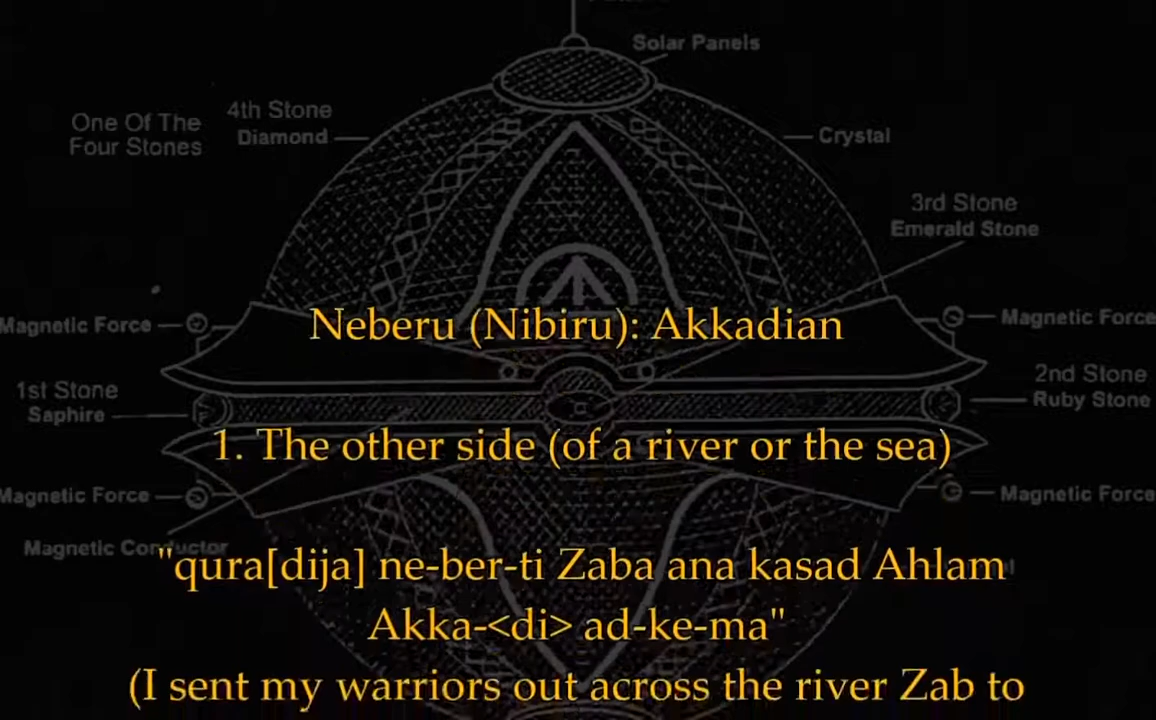 Solar Panels
4th Stone
Diamond
One Of The
Four Stones
Crystal
3rd Stone
Emerald Stone
Magnetic Force
Neberu (Nibiru): Akkadian
Magnetic Force
1st Stone
Saphire
2nd Stone
Ruby Stone
1. The other side (of a river or the sea)
Magnetic Force
Magnetic Force
Magnetic Conductor
"qura[dija] ne-ber-ti Zaba ana kasad Ahlam
Akka-<di> ad-ke-ma"
(I sent my warriors out across the river Zab to